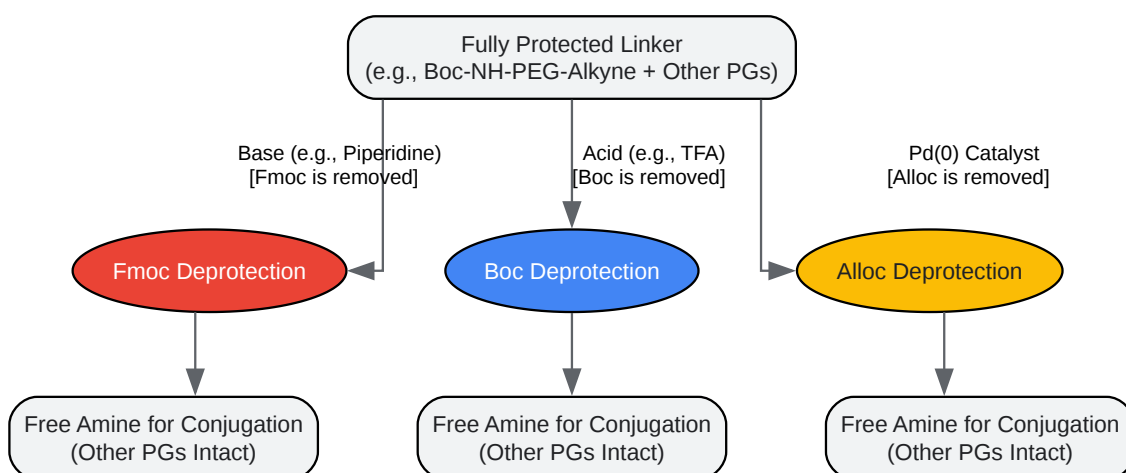 Fully Protected Linker
(e.g., Boc-NH-PEG-Alkyne + Other PGs)
Base (e.g., Piperidine)
[Fmoc is removed]
Acid (e.g., TFA)
[Boc is removed]
Pd(0) Catalyst
[Alloc is removed]
Fmoc Deprotection
Boc Deprotection
Alloc Deprotection
Free Amine for Conjugation
(Other PGs Intact)
Free Amine for Conjugation
(Other PGs Intact)
Free Amine for Conjugation
(Other PGs Intact)